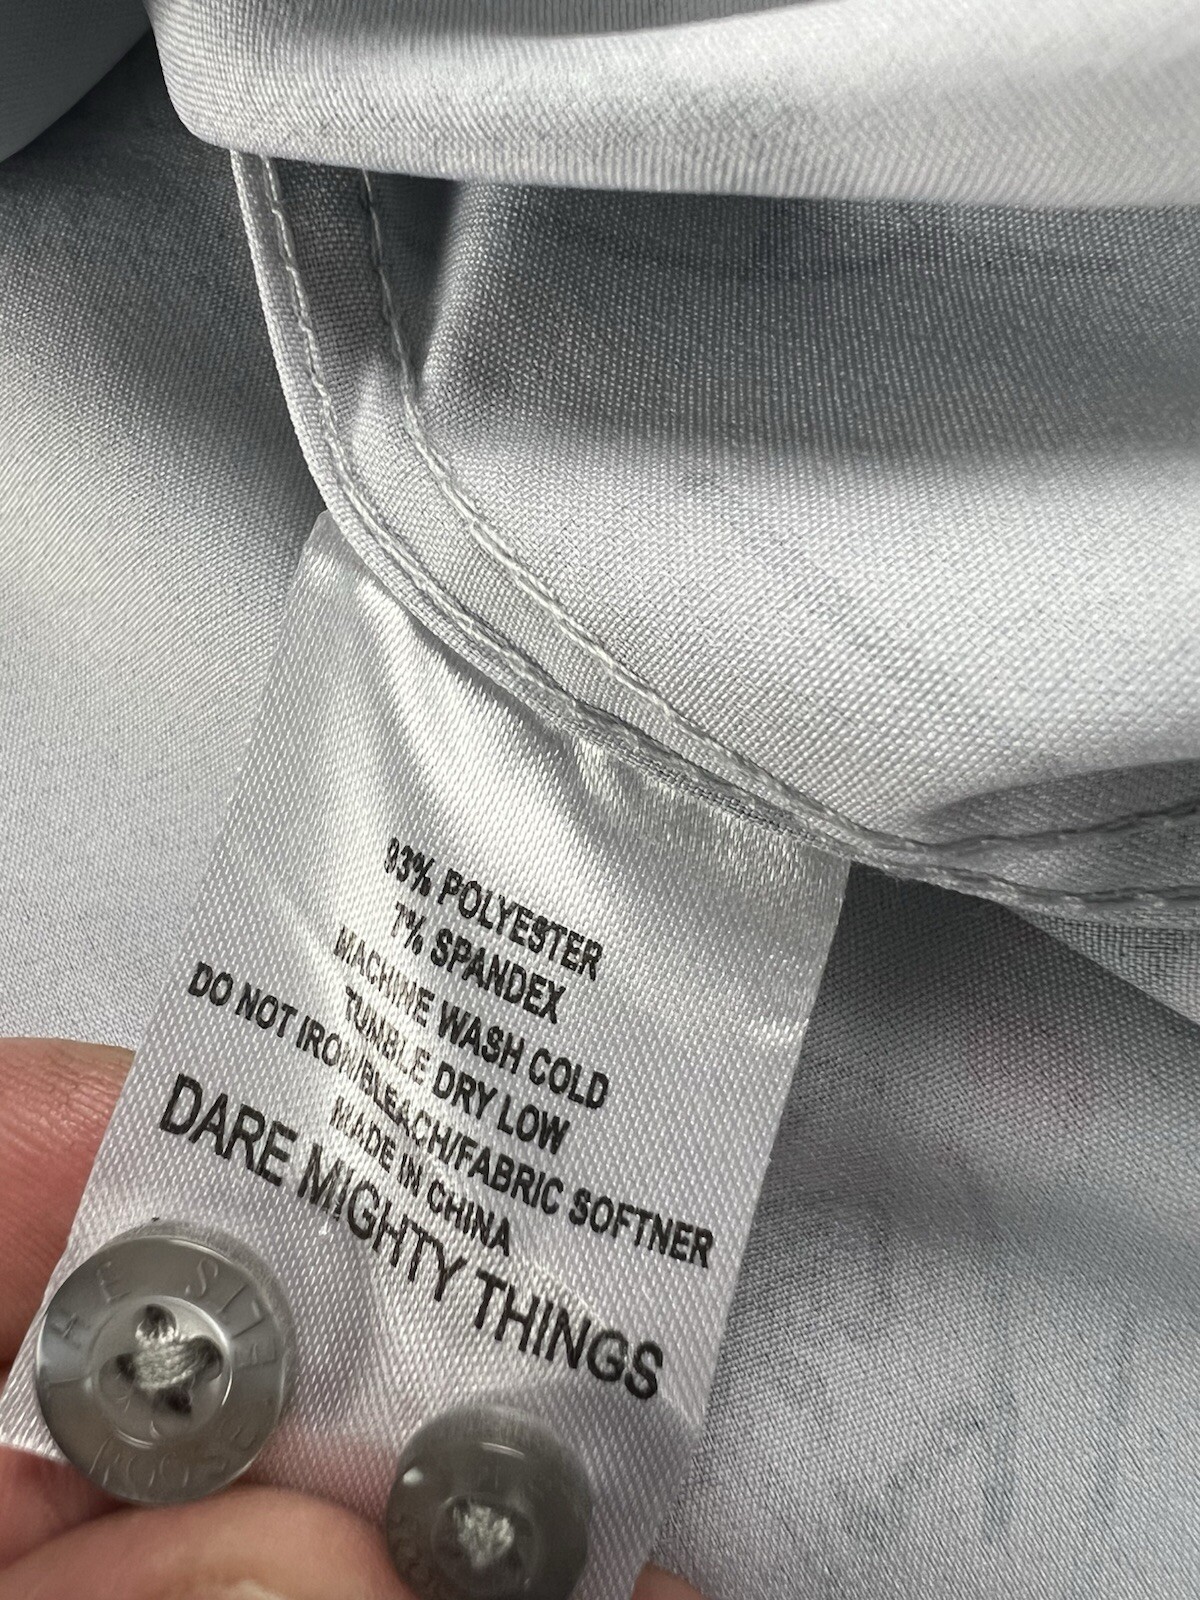 93% POLYESTER
7% SPANDEX
MACHINE WASH COLD
TUMBLE DRY LOW
DO NOT IRON/BLEACH/FABRIC SOFTNER
MADE IN CHINA
DARE MIGHTY THINGS